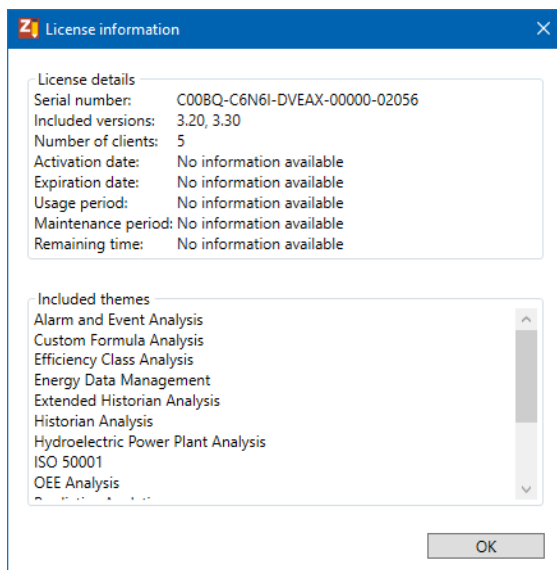 License information
License details
Serial number: C00BQ-C6N6I-DVEAX-00000-02056
Included versions: 3.20, 3.30
Number of clients: 5
Activation date: No information available
Expiration date: No information available
Usage period: No information available
Maintenance period: No information available
Remaining time: No information available
Included themes
Alarm and Event Analysis
Custom Formula Analysis
Efficiency Class Analysis
Energy Data Management
Extended Historian Analysis
Historian Analysis
Hydroelectric Power Plant Analysis
ISO 50001
OEE Analysis
OK